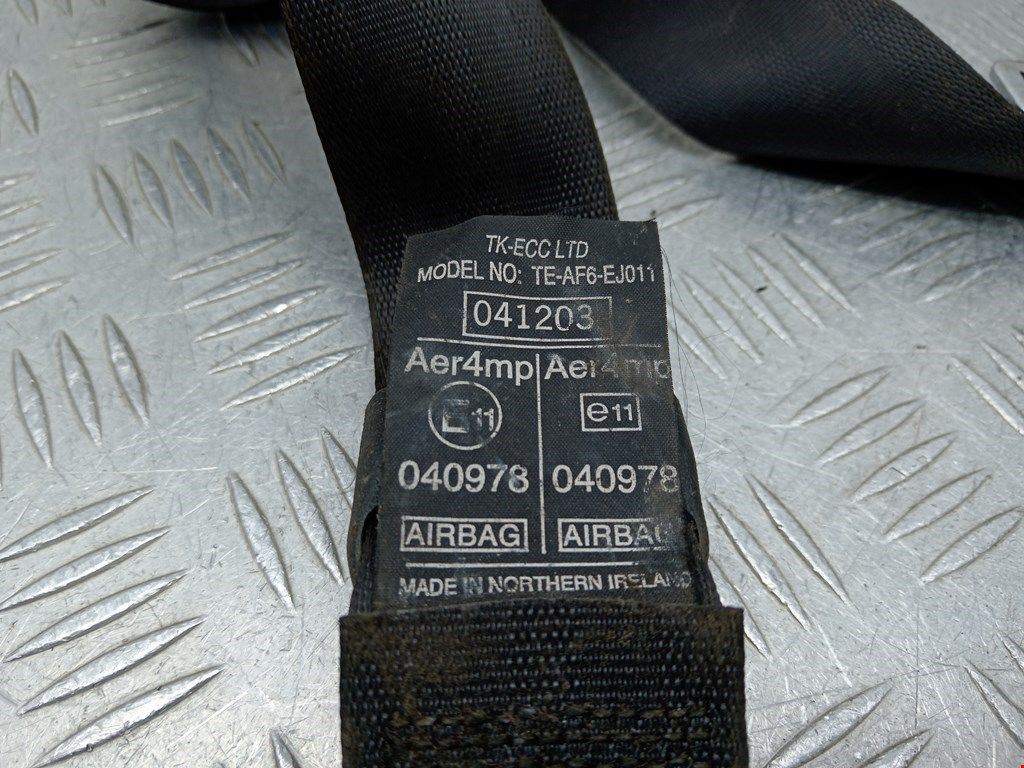 TK-ECC LTD
MODEL NO: TE-AF6-EJ011
041203
Aer4mp Aer4mp
E11 e11
040978 040978
AIRBAG AIRBAG
MADE IN NORTHERN IRELAND